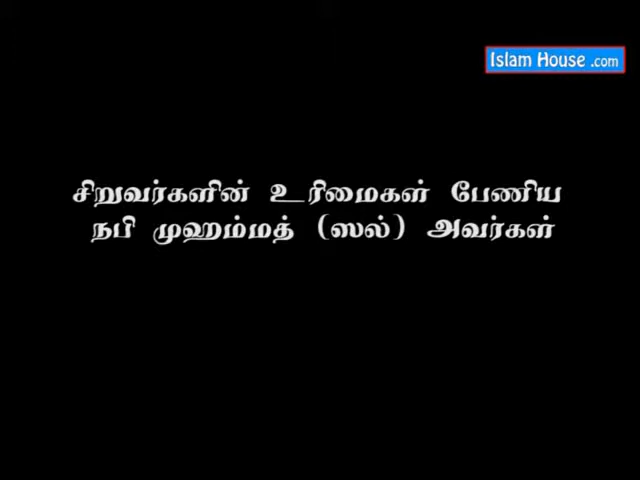 Islam House .com
சிறுவர்களின் உரிமைகள் பேணிய
நபி முஹம்மத் (ஸல்) அவர்கள்